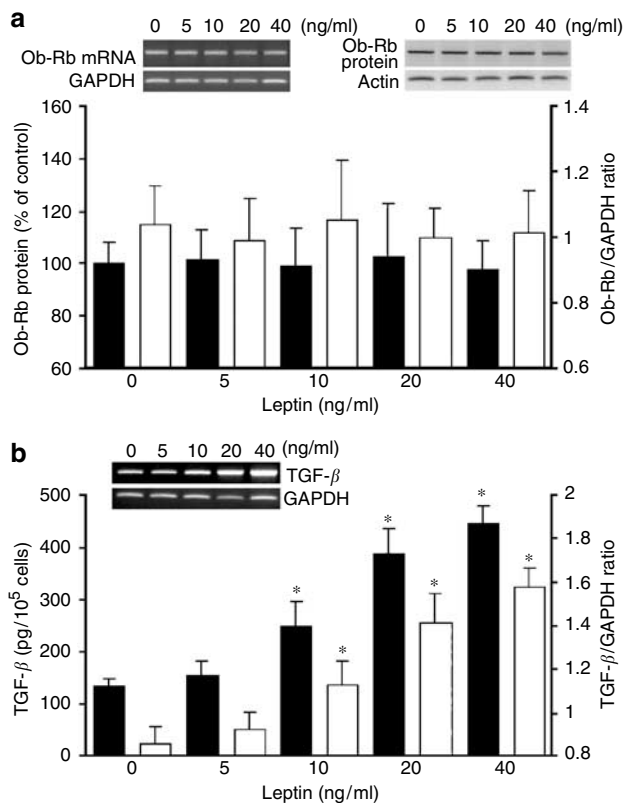 a
0 5 10 20 40 (ng/ml)
Ob-Rb mRNA
GAPDH
0 5 10 20 40 (ng/ml)
Ob-Rb
protein
Actin
160
140
120
100
80
60
Ob-Rb protein (% of control)
1.4
1.2
1
0.8
0.6
Ob-Rb/GAPDH ratio
0 5 10 20 40
Leptin (ng/ml)
b
0 5 10 20 40 (ng/ml)
TGF-β
GAPDH
500
400
300
200
100
0
TGF-β (pg/10⁵ cells)
* * * * * *
2
1.8
1.6
1.4
1.2
1
0.8
TGF-β/GAPDH ratio
0 5 10 20 40
Leptin (ng/ml)